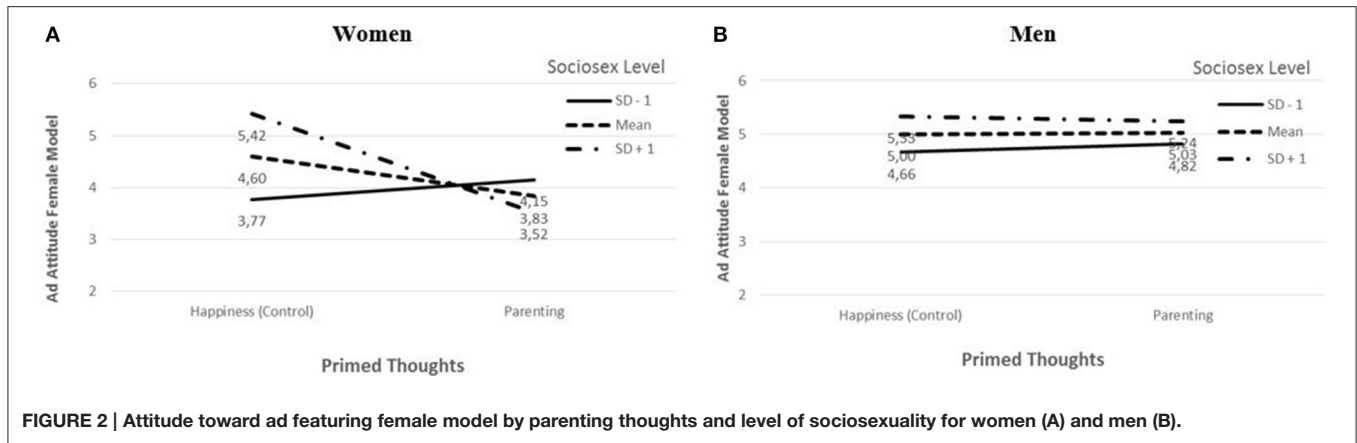 A
Women
Sociosex Level
SD - 1
Mean
SD + 1
Ad Attitude Female Model
6
5
4
3
2
5,42
4,60
3,77
4,15
3,83
3,52
Happiness (Control)
Parenting
Primed Thoughts
B
Men
Sociosex Level
SD - 1
Mean
SD + 1
Ad Attitude Female Model
6
5
4
3
2
5,33
5,00
4,66
5,24
5,03
4,82
Happiness (Control)
Parenting
Primed Thoughts
FIGURE 2 | Attitude toward ad featuring female model by parenting thoughts and level of sociosexuality for women (A) and men (B).